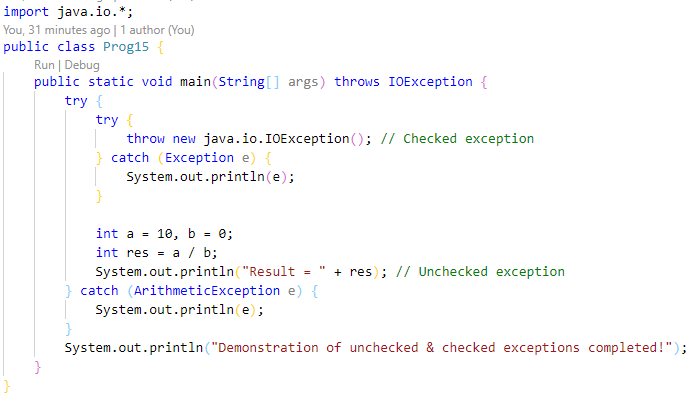 import java.io.*;
You, 31 minutes ago | 1 author (You)
public class Prog15 {
Run | Debug
public static void main(String[] args) throws IOException {
try {
try {
throw new java.io.IOException(); // Checked exception
} catch (Exception e) {
System.out.println(e);
}
int a = 10, b = 0;
int res = a / b;
System.out.println("Result = " + res); // Unchecked exception
} catch (ArithmeticException e) {
System.out.println(e);
}
System.out.println("Demonstration of unchecked & checked exceptions completed!");
}
}